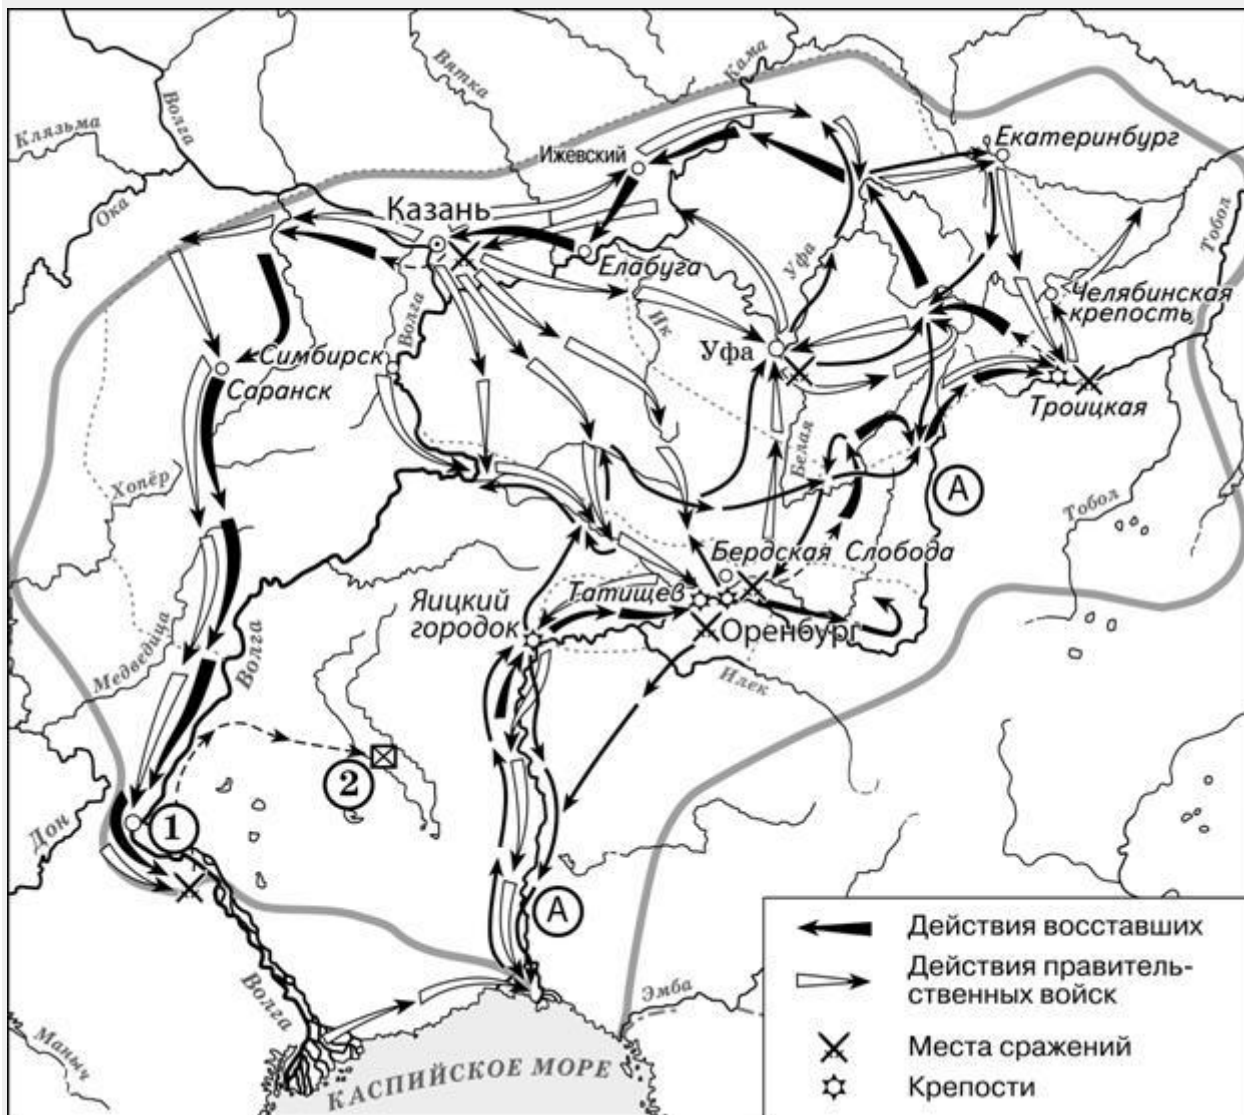 Клязьма
Волга
Вятка
Кама
Ока
Ижевский
Екатеринбург
Казань
Елабуга
Волга
Ик
Уфа
Тобол
Челябинская
крепость
Симбирск
Саранск
Уфа
Троицкая
Хопёр
Белая
А
Тобол
Бердская Слобода
Татищев
Яицкий
городок
Оренбург
Медведица
Волга
Илек
2
1
Дон
А
Волга
Эмба
Маныч
КАСПИЙСКОЕ МОРЕ
Действия восставших
Действия правитель-
ственных войск
Места сражений
Крепости